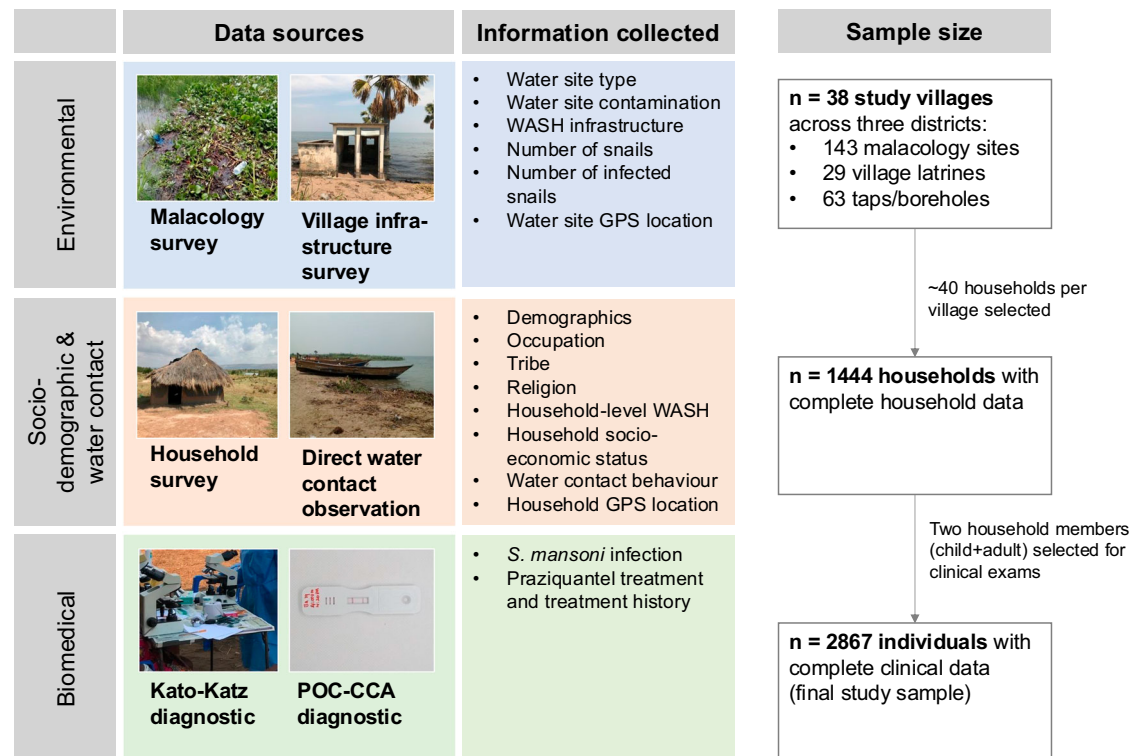 Data sources
Information collected
Sample size
Environmental
Malacology
survey
Village infra-
structure
survey
• Water site type
• Water site contamination
• WASH infrastructure
• Number of snails
• Number of infected
snails
• Water site GPS location
n = 38 study villages
across three districts:
• 143 malacology sites
• 29 village latrines
• 63 taps/boreholes
~40 households per
village selected
Socio-
demographic &
water contact
Household
survey
Direct water
contact
observation
• Demographics
• Occupation
• Tribe
• Religion
• Household-level WASH
• Household socio-
economic status
• Water contact behaviour
• Household GPS location
n = 1444 households with
complete household data
Two household members
(child+adult) selected for
clinical exams
Biomedical
Kato-Katz
diagnostic
POC-CCA
diagnostic
• S. mansoni infection
• Praziquantel treatment
and treatment history
n = 2867 individuals with
complete clinical data
(final study sample)